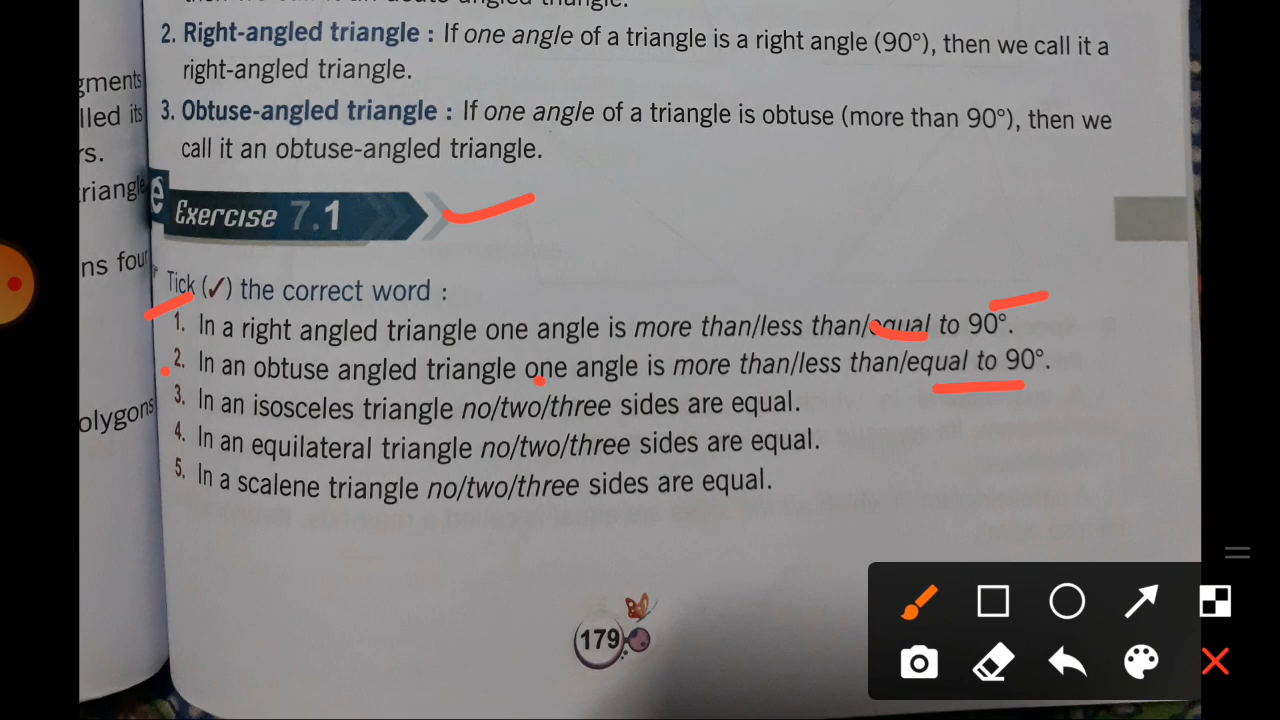 2. Right-angled triangle : If one angle of a triangle is a right angle (90°), then we call it a
right-angled triangle.
3. Obtuse-angled triangle : If one angle of a triangle is obtuse (more than 90°), then we
call it an obtuse-angled triangle.
Exercise 7.1
Tick (✓) the correct word :
1. In a right angled triangle one angle is more than/less than/equal to 90°.
2. In an obtuse angled triangle one angle is more than/less than/equal to 90°.
3. In an isosceles triangle no/two/three sides are equal.
4. In an equilateral triangle no/two/three sides are equal.
5. In a scalene triangle no/two/three sides are equal.
179